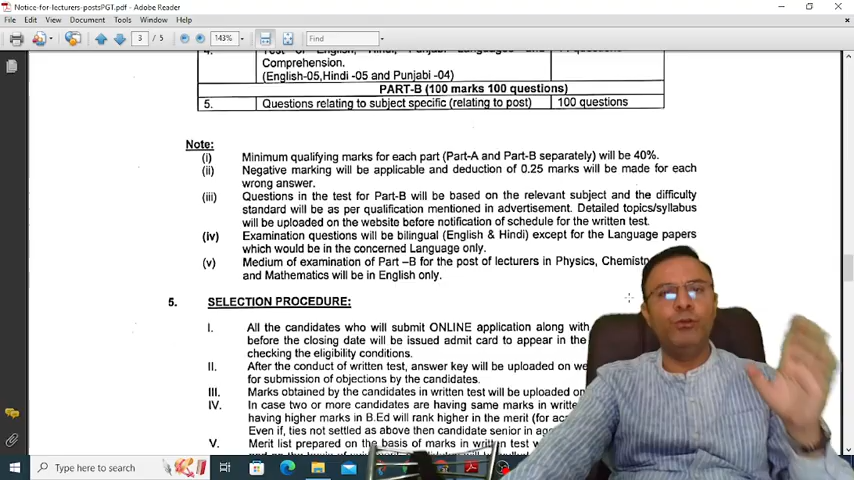 Notice-for-lecturers-postsPGT.pdf - Adobe Reader
File Edit View Document Tools Window Help
3 / 5 143% Find
4. Test of English, Hindi, Punjabi Languages and
Comprehension.
(English-05,Hindi -05 and Punjabi -04)
PART-B (100 marks 100 questions)
5. Questions relating to subject specific (relating to post) 100 questions
Note:
(i) Minimum qualifying marks for each part (Part-A and Part-B separately) will be 40%.
(ii) Negative marking will be applicable and deduction of 0.25 marks will be made for each
wrong answer.
(iii) Questions in the test for Part-B will be based on the relevant subject and the difficulty
standard will be as per qualification mentioned in advertisement. Detailed topics/syllabus
will be uploaded on the website before notification of schedule for the written test.
(iv) Examination questions will be bilingual (English & Hindi) except for the Language papers
which would be in the concerned Language only.
(v) Medium of examination of Part –B for the post of lecturers in Physics,
and Mathematics will be in English only.
5. SELECTION PROCEDURE:
I. All the candidates who will submit ONLINE application along with
before the closing date will be issued admit card to appear in the
checking the eligibility conditions.
II. After the conduct of written test, answer key will be uploaded on
for submission of objections by the candidates.
III. Marks obtained by the candidates in written test will be uploaded
IV. In case two or more candidates are having same marks in
having higher marks in B.Ed will rank higher in the merit (for
Even if, ties not settled as above then candidate senior in
V. Merit list prepared on the basis of marks in written test
Type here to search